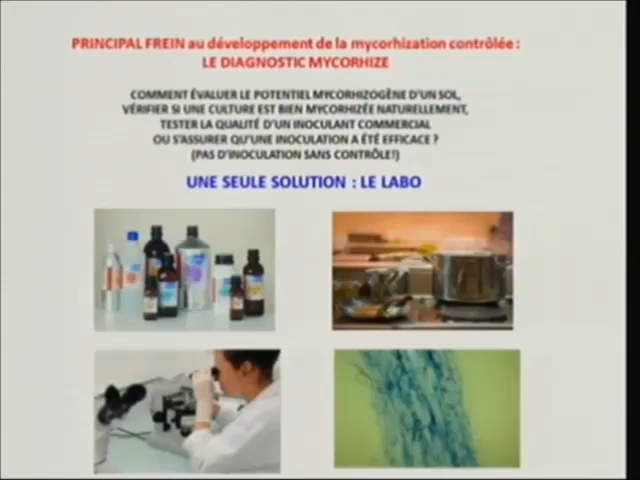 PRINCIPAL FREIN au développement de la mycorhization contrôlée :
LE DIAGNOSTIC MYCORHIZE
COMMENT ÉVALUER LE POTENTIEL MYCORHIZOGÈNE D'UN SOL,
VÉRIFIER SI UNE CULTURE EST BIEN MYCORHIZÉE NATURELLEMENT,
TESTER LA QUALITÉ D'UN INOCULANT COMMERCIAL
OU S'ASSURER QU'UNE INOCULATION A ÉTÉ EFFICACE ?
(PAS D'INOCULATION SANS CONTRÔLE!)
UNE SEULE SOLUTION : LE LABO